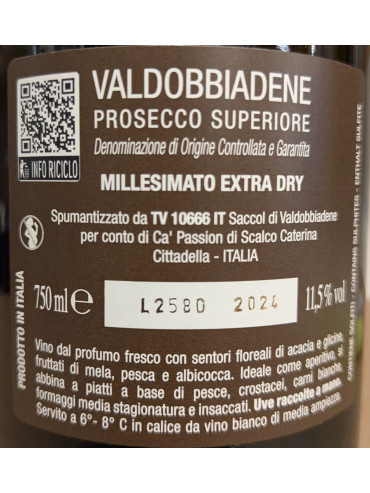 VALDOBBIADENE
PROSECCO SUPERIORE
Denominazione di Origine Controllata e Garantita
INFO RICICLO
MILLESIMATO EXTRA DRY
Spumantizzato da TV 10666 IT Saccol di Valdobbiadene
per conto di Ca' Passion di Scalco Caterina
Cittadella - ITALIA
750 ml e
L2580 2024
11,5% vol
Vino dal profumo fresco con sentori floreali di acacia e glicine,
fruttati di mela, pesca e albicocca. Ideale come aperitivo, si
abbina a piatti a base di pesce, crostacei, carni bianche,
formaggi media stagionatura e insaccati. Uve raccolte a mano.
Servito a 6°- 8° C in calice da vino bianco di media ampiezza.
PRODOTTO IN ITALIA
CONTIENE SOLFITI - CONTAINS SULPHITES - ENTHÄLT SULFITE